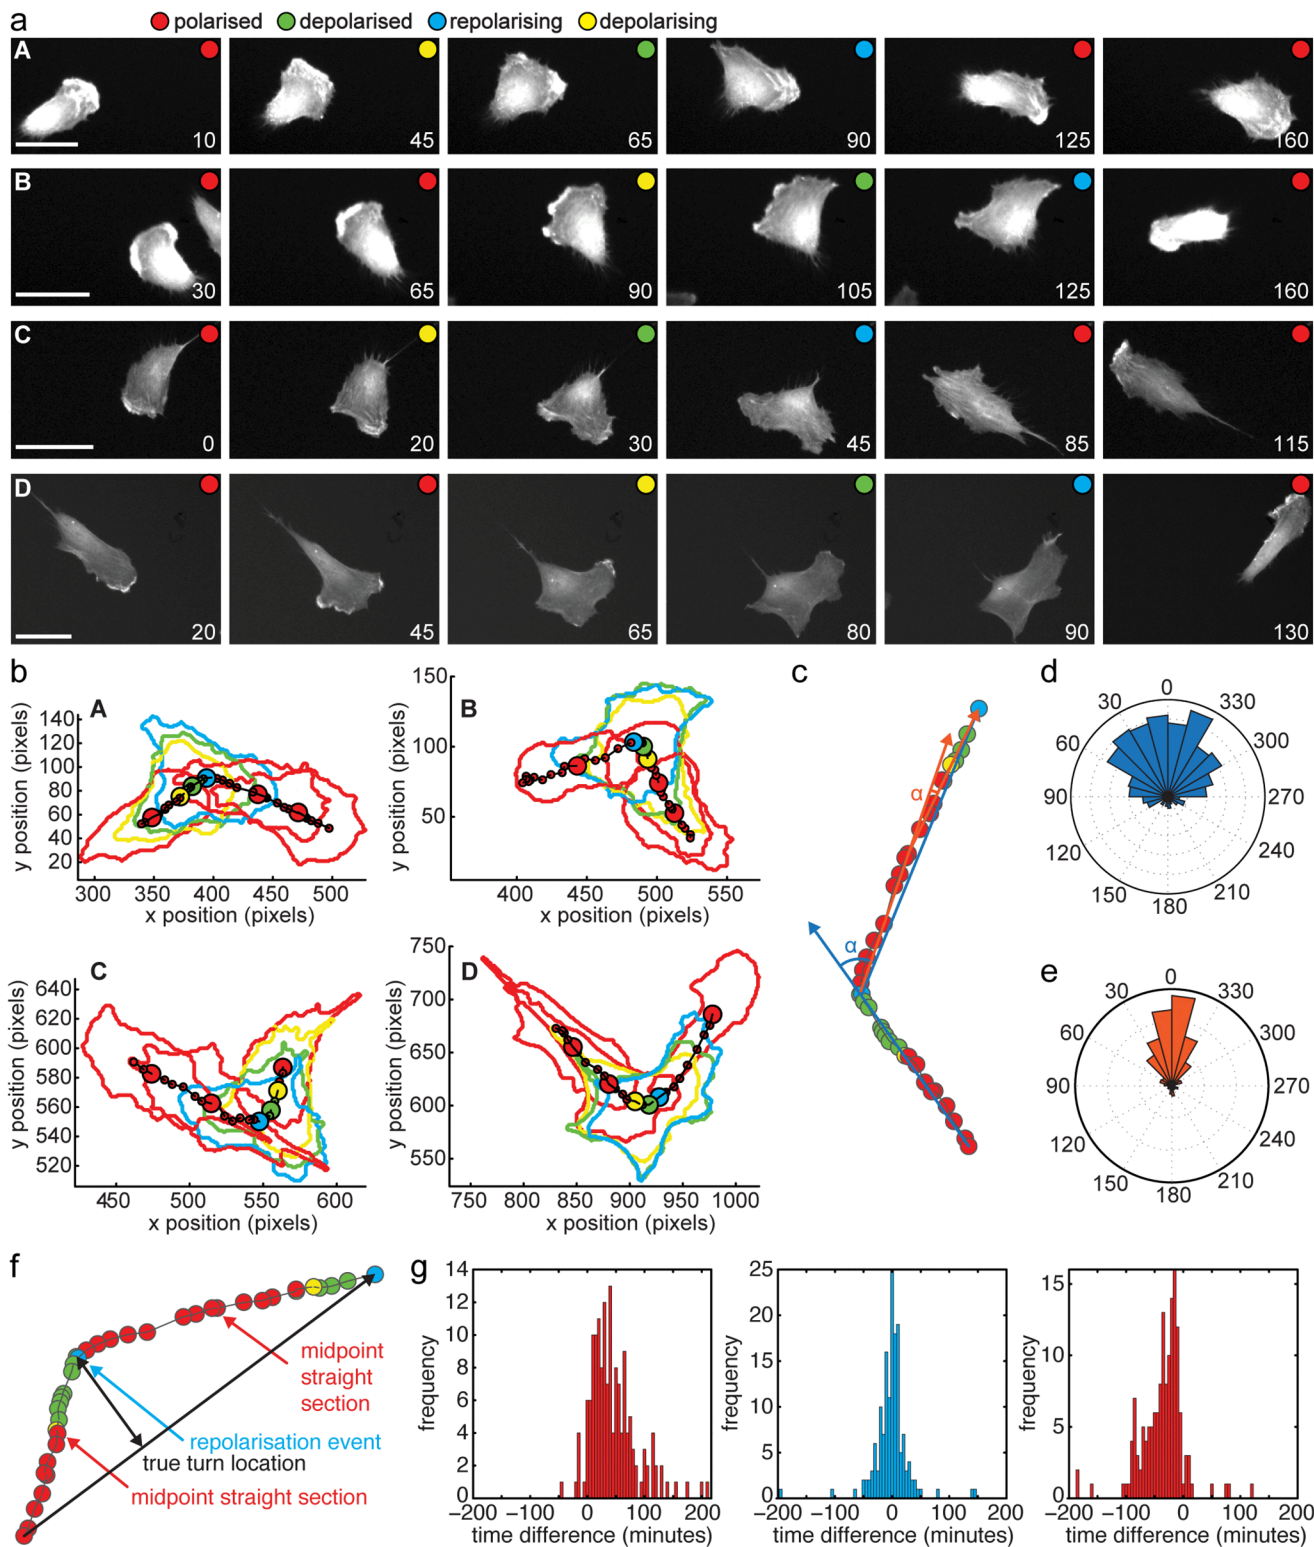 a polarised depolarised repolarising depolarising
A 10 45 65 90 125 160
B 30 65 90 105 125 160
C 0 20 30 45 85 115
D 20 45 65 80 90 130
b
A
y position (pixels)
140
120
100
80
60
40
20
300 350 400 450 500
x position (pixels)
B
y position (pixels)
150
100
50
400 450 500 550
x position (pixels)
C
y position (pixels)
640
620
600
580
560
540
520
450 500 550 600
x position (pixels)
D
y position (pixels)
750
700
650
600
550
750 800 850 900 950 1000
x position (pixels)
c
α
α
d
0
30 330
60 300
90 270
120 240
150 210
180
e
0
30 330
60 300
90 270
120 240
150 210
180
f
midpoint
straight
section
repolarisation event
true turn location
midpoint straight section
g
frequency
14
12
10
8
6
4
2
0
−200 −100 0 100 200
time difference (minutes)
frequency
25
20
15
10
5
0
−200 −100 0 100 200
time difference (minutes)
frequency
15
10
5
0
−200 −100 0 100 200
time difference (minutes)